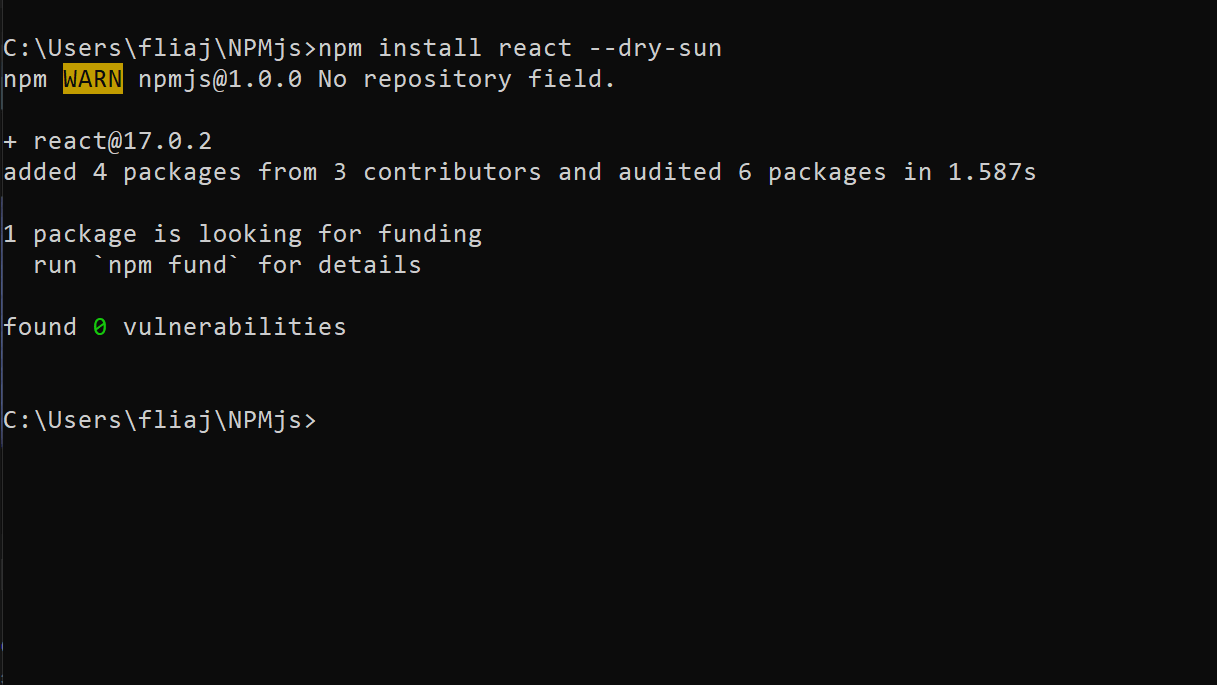 C:\Users\fliaj\NPMjs>npm install react --dry-sun
npm WARN npmjs@1.0.0 No repository field.
+ react@17.0.2
added 4 packages from 3 contributors and audited 6 packages in 1.587s
1 package is looking for funding
  run `npm fund` for details
found 0 vulnerabilities
C:\Users\fliaj\NPMjs>